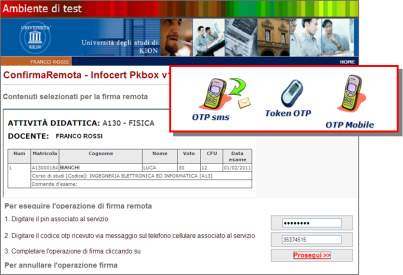 Ambiente di test
UNIVERSITA'
KION
Università degli studi di
KION
FRANCO ROSSI
HOME
ConfirmaRemota - Infocert Pkbox v
Contenuti selezionati per la firma remota
OTP sms
Token OTP
OTP Mobile
ATTIVITÀ DIDATTICA: A130 - FISICA
DOCENTE: FRANCO ROSSI
Num Matricola Cognome Nome Voto CFU Data esame
1 A13000184 BIANCHI LUCA 30 12 01/02/2011
Corso di studi [Codice]: INGEGNERIA ELETTRONICA ED INFORMATICA [A13]
Domande d'esame:
Per eseguire l'operazione di firma remota
1. Digitare il pin associato al servizio
2. Digitare il codice otp ricevuto via messaggio sul telefono cellulare associato al servizio
35374515
3. Completare l'operazione di firma cliccando su
Prosegui >>
Per annullare l'operazione firma